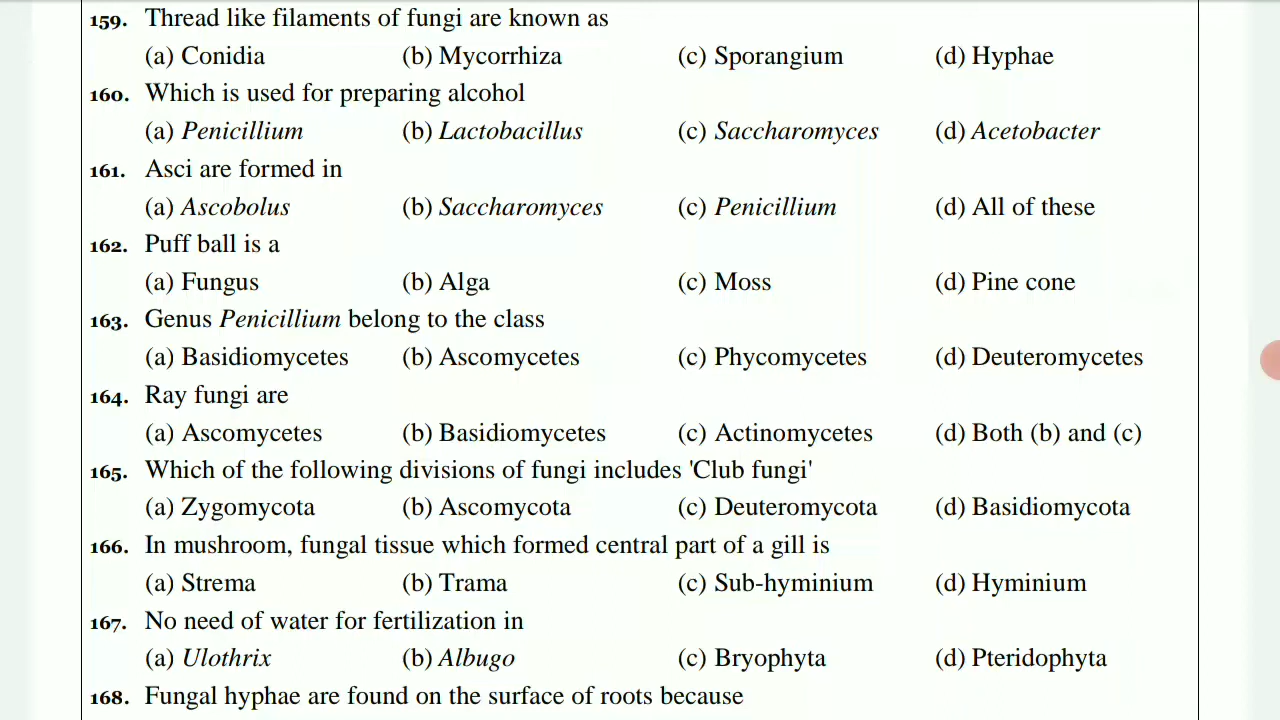 159. Thread like filaments of fungi are known as
(a) Conidia (b) Mycorrhiza (c) Sporangium (d) Hyphae
160. Which is used for preparing alcohol
(a) Penicillium (b) Lactobacillus (c) Saccharomyces (d) Acetobacter
161. Asci are formed in
(a) Ascobolus (b) Saccharomyces (c) Penicillium (d) All of these
162. Puff ball is a
(a) Fungus (b) Alga (c) Moss (d) Pine cone
163. Genus Penicillium belong to the class
(a) Basidiomycetes (b) Ascomycetes (c) Phycomycetes (d) Deuteromycetes
164. Ray fungi are
(a) Ascomycetes (b) Basidiomycetes (c) Actinomycetes (d) Both (b) and (c)
165. Which of the following divisions of fungi includes 'Club fungi'
(a) Zygomycota (b) Ascomycota (c) Deuteromycota (d) Basidiomycota
166. In mushroom, fungal tissue which formed central part of a gill is
(a) Strema (b) Trama (c) Sub-hyminium (d) Hyminium
167. No need of water for fertilization in
(a) Ulothrix (b) Albugo (c) Bryophyta (d) Pteridophyta
168. Fungal hyphae are found on the surface of roots because